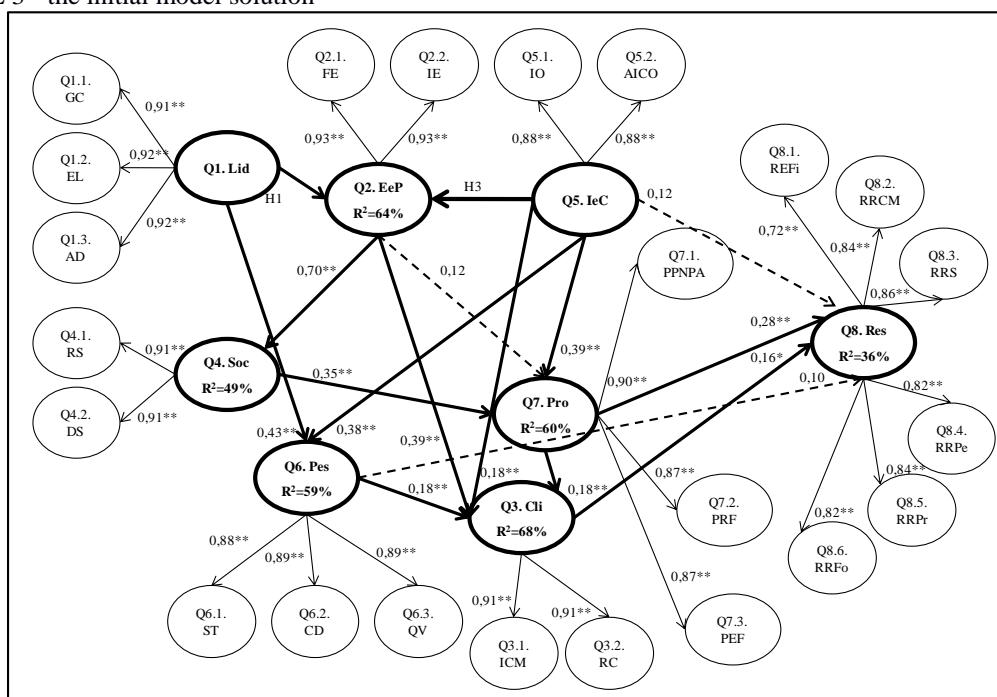 the initial model solution
Q2.1.
FE
Q2.2.
IE
Q5.1.
IO
Q5.2.
AICO
Q1.1.
GC
0,91**
0,93**
0,93**
0,88**
0,88**
Q8.1.
REFi
Q8.2.
RRCM
Q1.2.
EL
0,92**
Q1. Lid
H1
Q2. EeP
R²=64%
H3
Q5. IeC
0,12
0,92**
Q1.3.
AD
0,70**
0,12
Q7.1.
PPNPA
0,72**
0,84**
Q8.3.
RRS
0,86**
Q4.1.
RS
0,91**
Q4. Soc
R²=49%
0,91**
Q4.2.
DS
0,35**
0,39**
0,28**
0,16*
Q8. Res
R²=36%
0,90**
0,10
0,82**
Q7. Pro
R²=60%
0,43**
0,38**
0,39**
Q8.4.
RRPe
Q6. Pes
R²=59%
0,18**
0,18**
0,18**
0,87**
0,84**
Q3. Cli
R²=68%
Q7.2.
PRF
Q8.5.
RRPr
0,82**
Q8.6.
RRFo
0,88**
0,89**
0,89**
0,87**
Q6.1.
ST
Q6.2.
CD
Q6.3.
QV
0,91**
0,91**
Q3.1.
ICM
Q3.2.
RC
Q7.3.
PEF